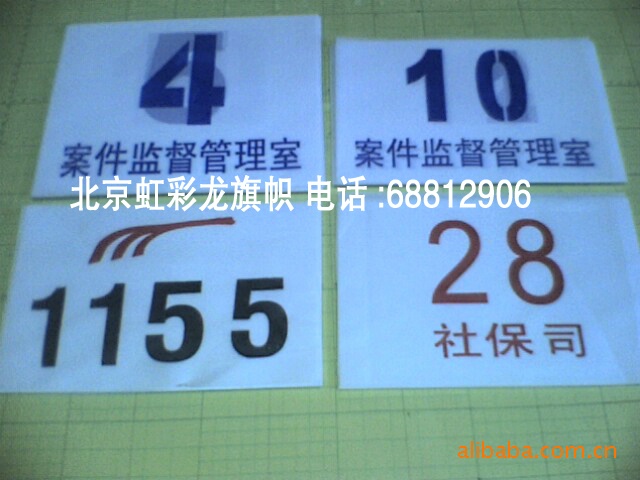 4
10
案件监督管理室
案件监督管理室
北京虹彩龙旗帜 电话:68812906
1155
28
社保司
alibaba.com.cn